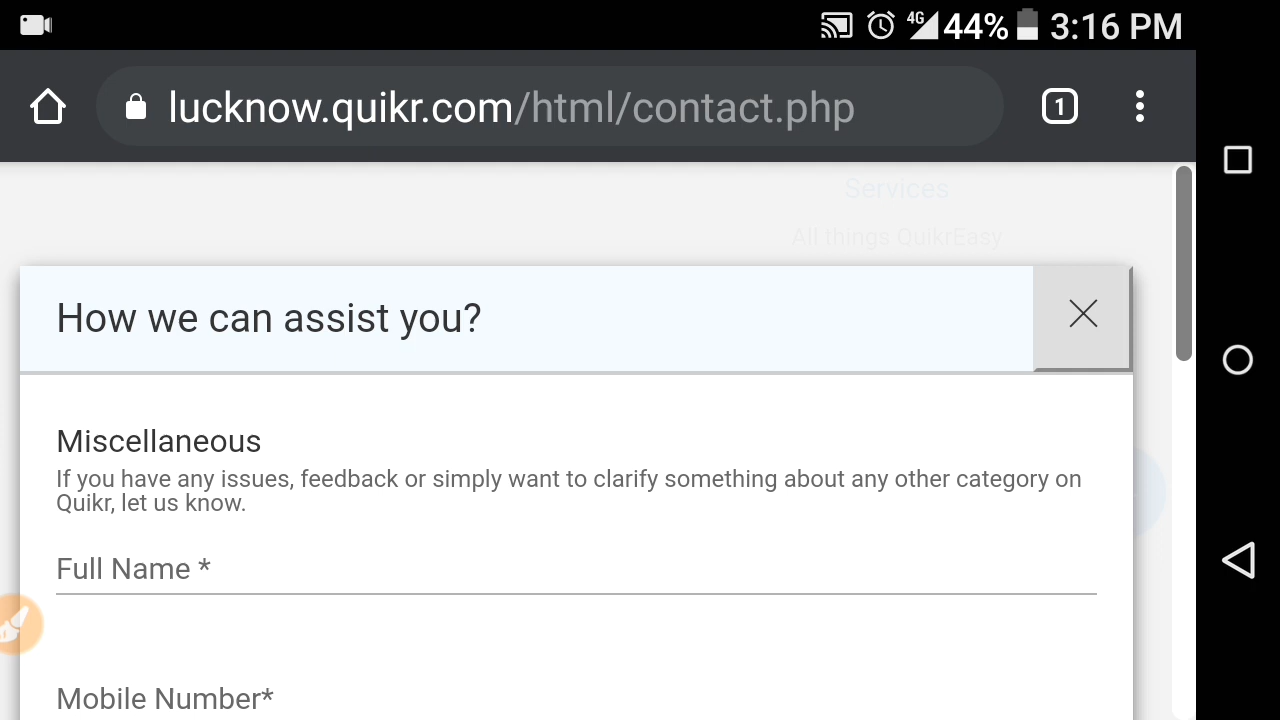 4G 44% 3:16 PM
lucknow.quikr.com/html/contact.php
1
Services
All things QuikrEasy
How we can assist you?
Miscellaneous
If you have any issues, feedback or simply want to clarify something about any other category on
Quikr, let us know.
Full Name *
Mobile Number*